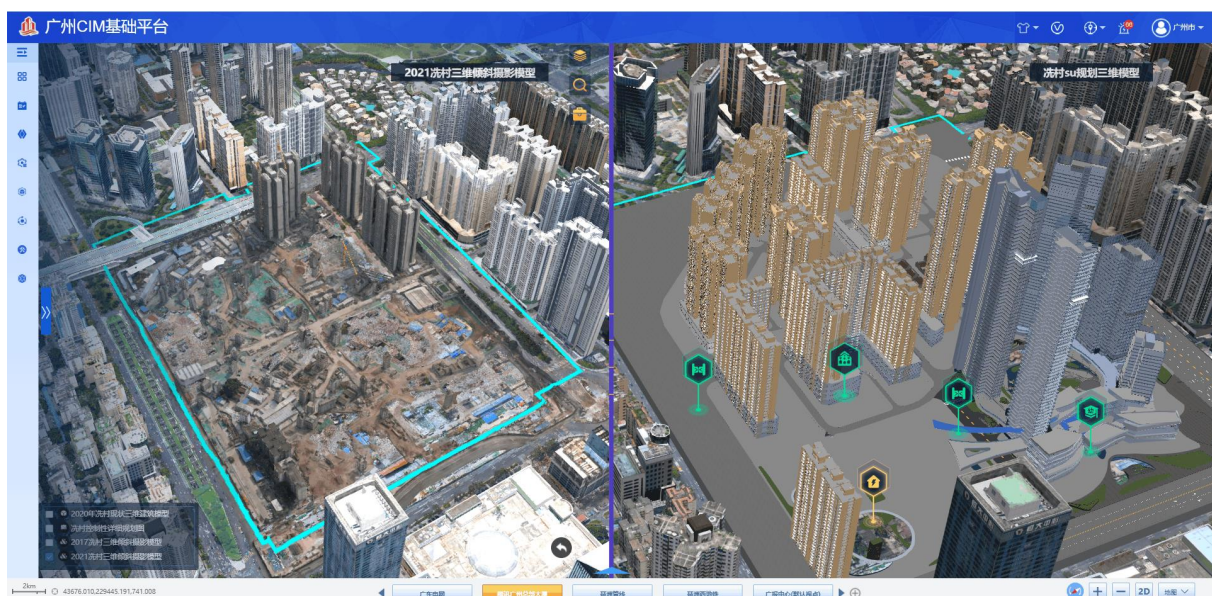 广州CIM基础平台
98
广州市
2021冼村三维倾斜摄影模型
冼村su规划三维模型
2020年冼村现状三维建筑模型
冼村控制性详细规划图
2017冼村三维倾斜摄影模型
2021冼村三维倾斜摄影模型
2km
43676.010,229445.191,741.008
2D
地图